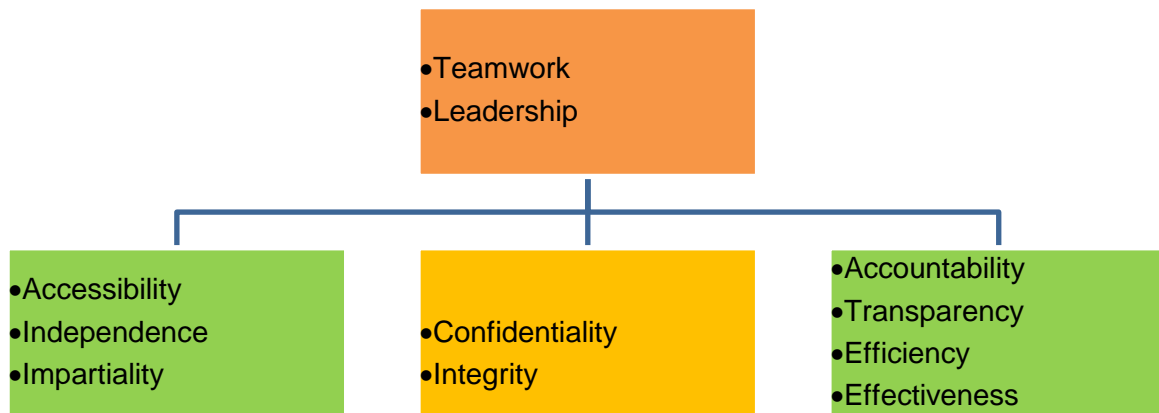 •Teamwork
•Leadership
•Accessibility
•Independence
•Impartiality
•Confidentiality
•Integrity
•Accountability
•Transparency
•Efficiency
•Effectiveness